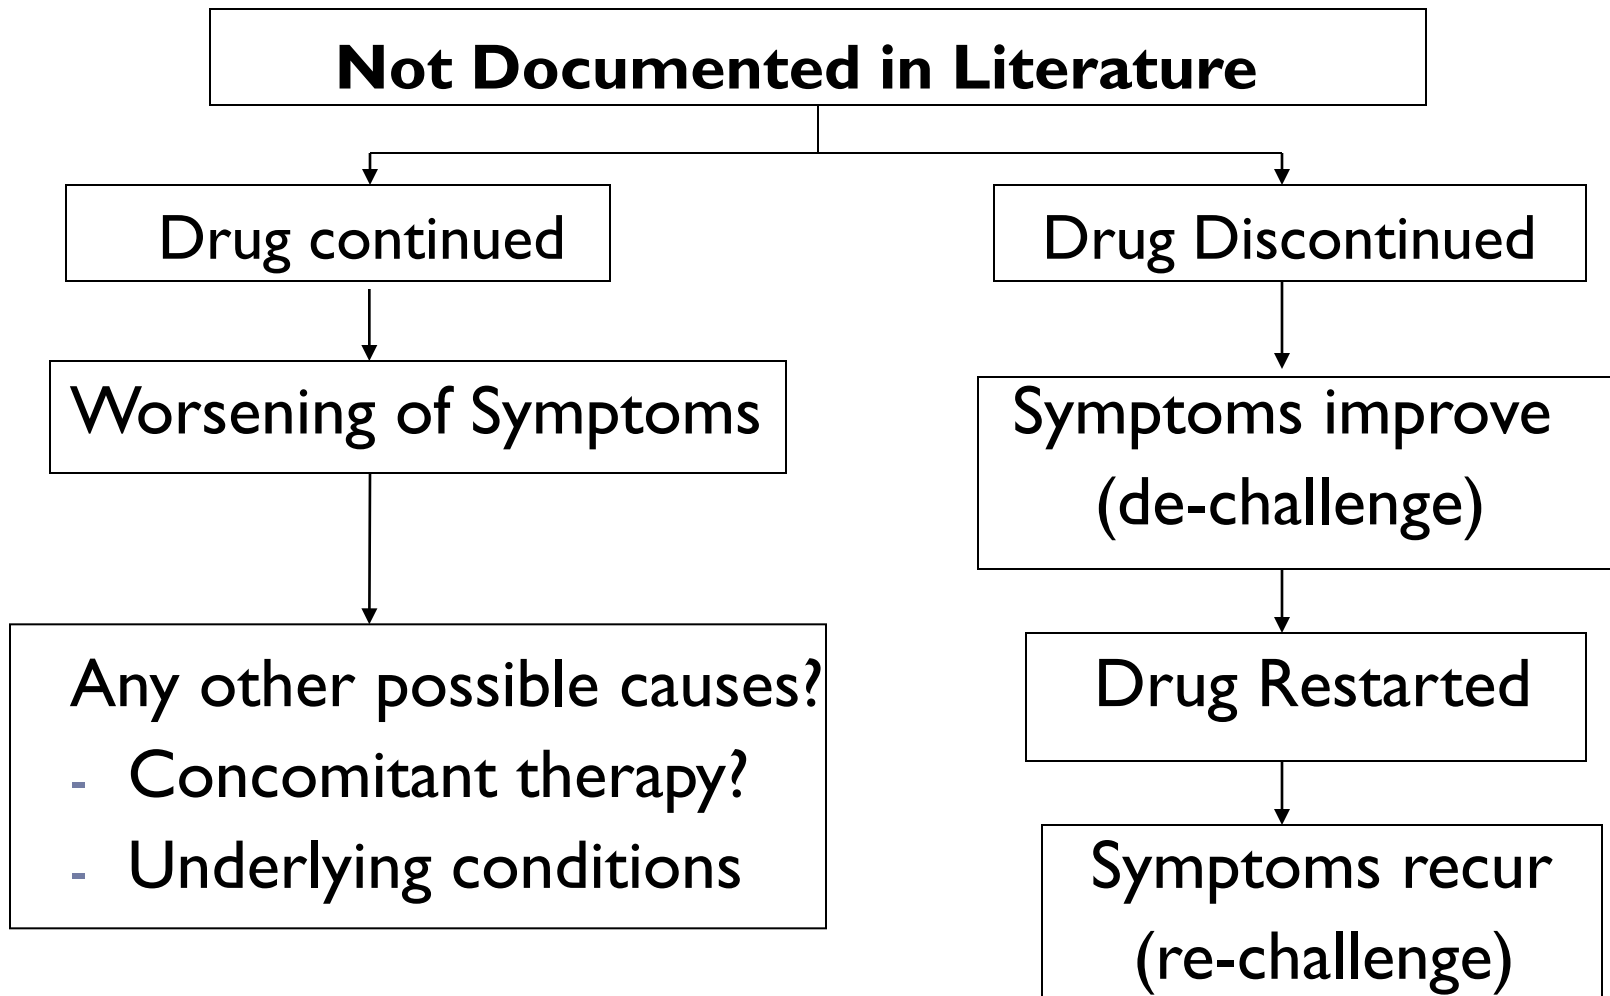 Not Documented in Literature
Drug continued
Drug Discontinued
Worsening of Symptoms
Symptoms improve
(de-challenge)
Any other possible causes?
- Concomitant therapy?
- Underlying conditions
Drug Restarted
Symptoms recur
(re-challenge)